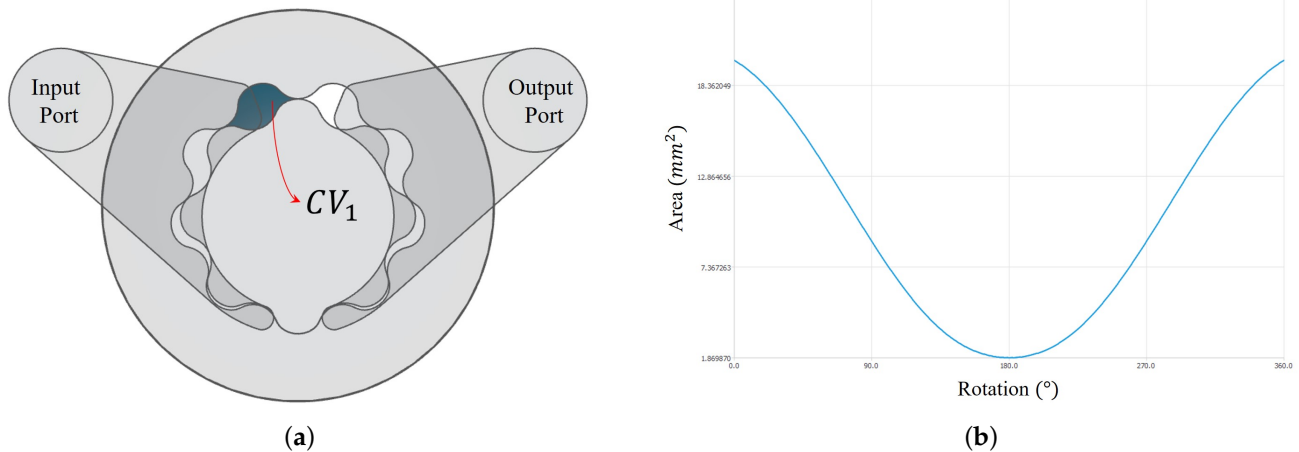 Input
Port
Output
Port
CV₁
(a)
Area (mm²)
18.362049
12.864656
7.367263
1.869870
0.0
90.0
180.0
270.0
360.0
Rotation (°)
(b)